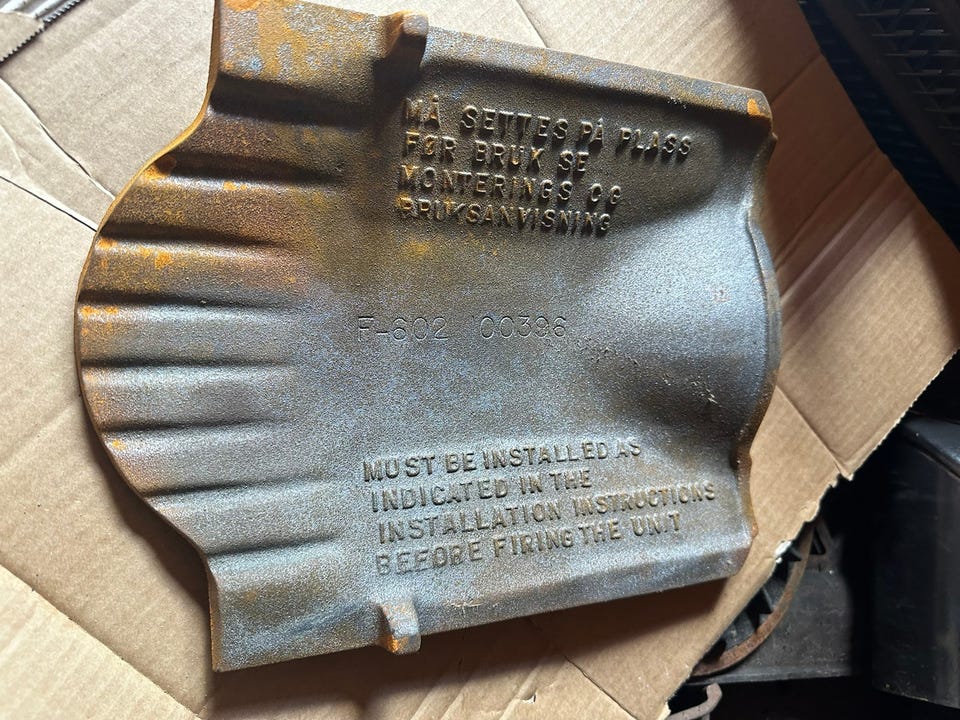 MÅ SETTES PÅ PLASS
FØR BRUK SE
MONTERINGS OG
BRUKSANVISNING
F-602 00396
MUST BE INSTALLED AS
INDICATED IN THE
INSTALLATION INSTRUCTIONS
BEFORE FIRING THE UNIT